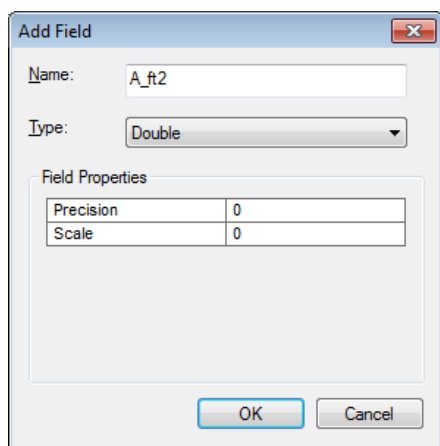 Add Field
Name: A_ft2
Type: Double
Field Properties
Precision 0
Scale 0
OK Cancel